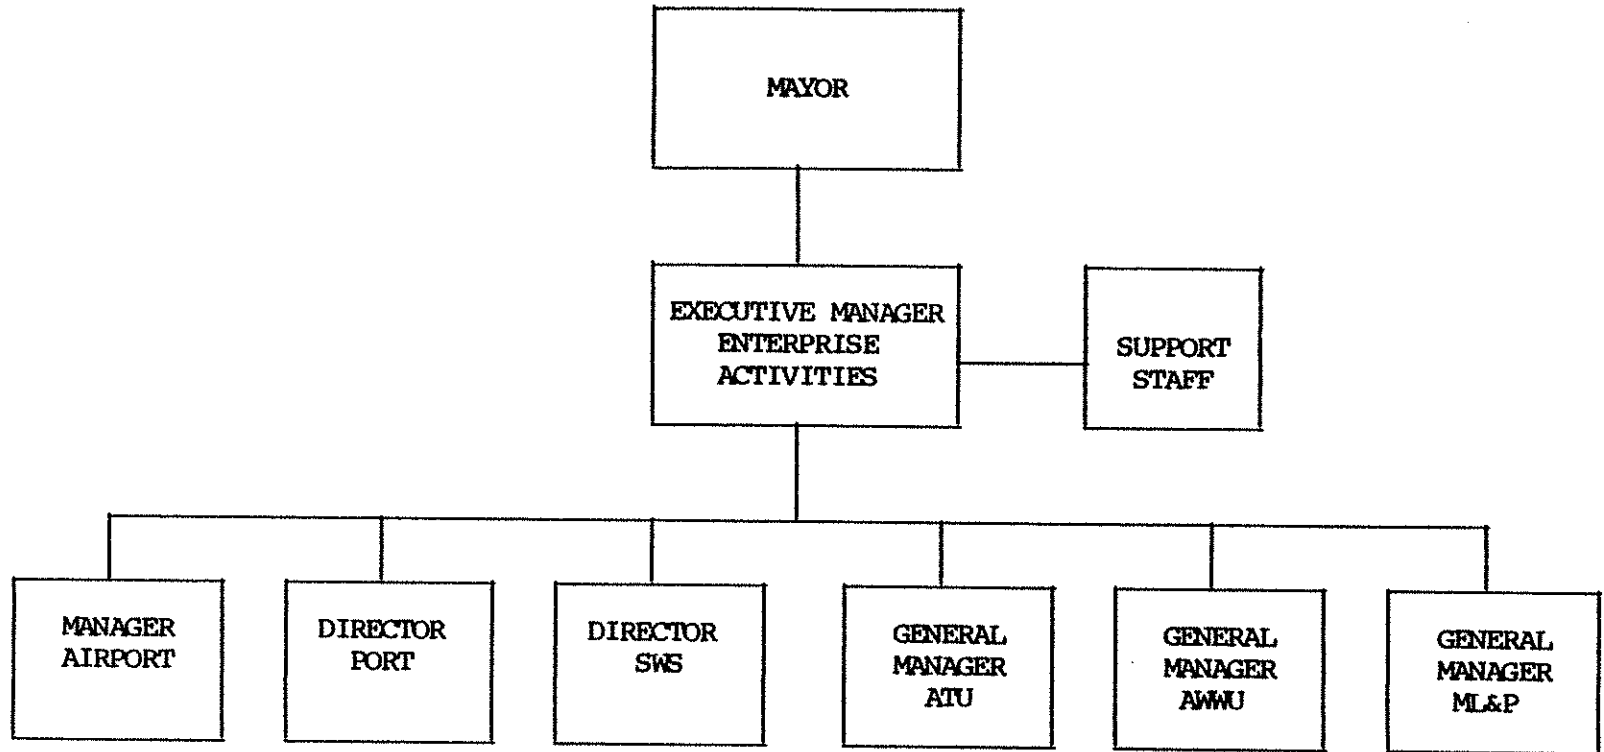 MAYOR
EXECUTIVE MANAGER
ENTERPRISE
ACTIVITIES
SUPPORT
STAFF
MANAGER
AIRPORT
DIRECTOR
PORT
DIRECTOR
SWS
GENERAL
MANAGER
ATU
GENERAL
MANAGER
AWWU
GENERAL
MANAGER
ML&P